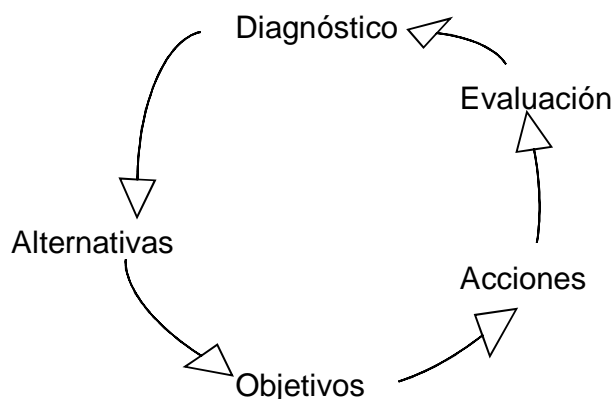 Diagnóstico
Evaluación
Alternativas
Acciones
Objetivos